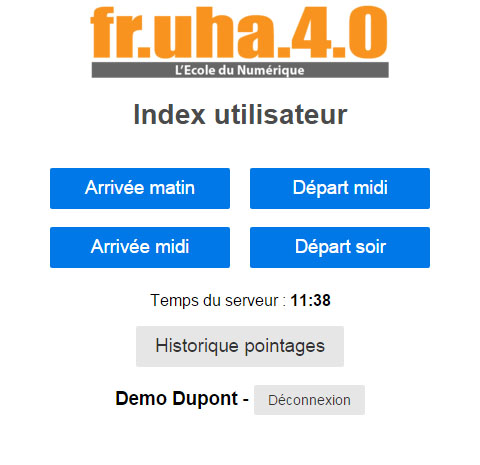 fr.uha.4.0
L'Ecole du Numérique
Index utilisateur
Arrivée matin
Départ midi
Arrivée midi
Départ soir
Temps du serveur : 11:38
Historique pointages
Demo Dupont - Déconnexion